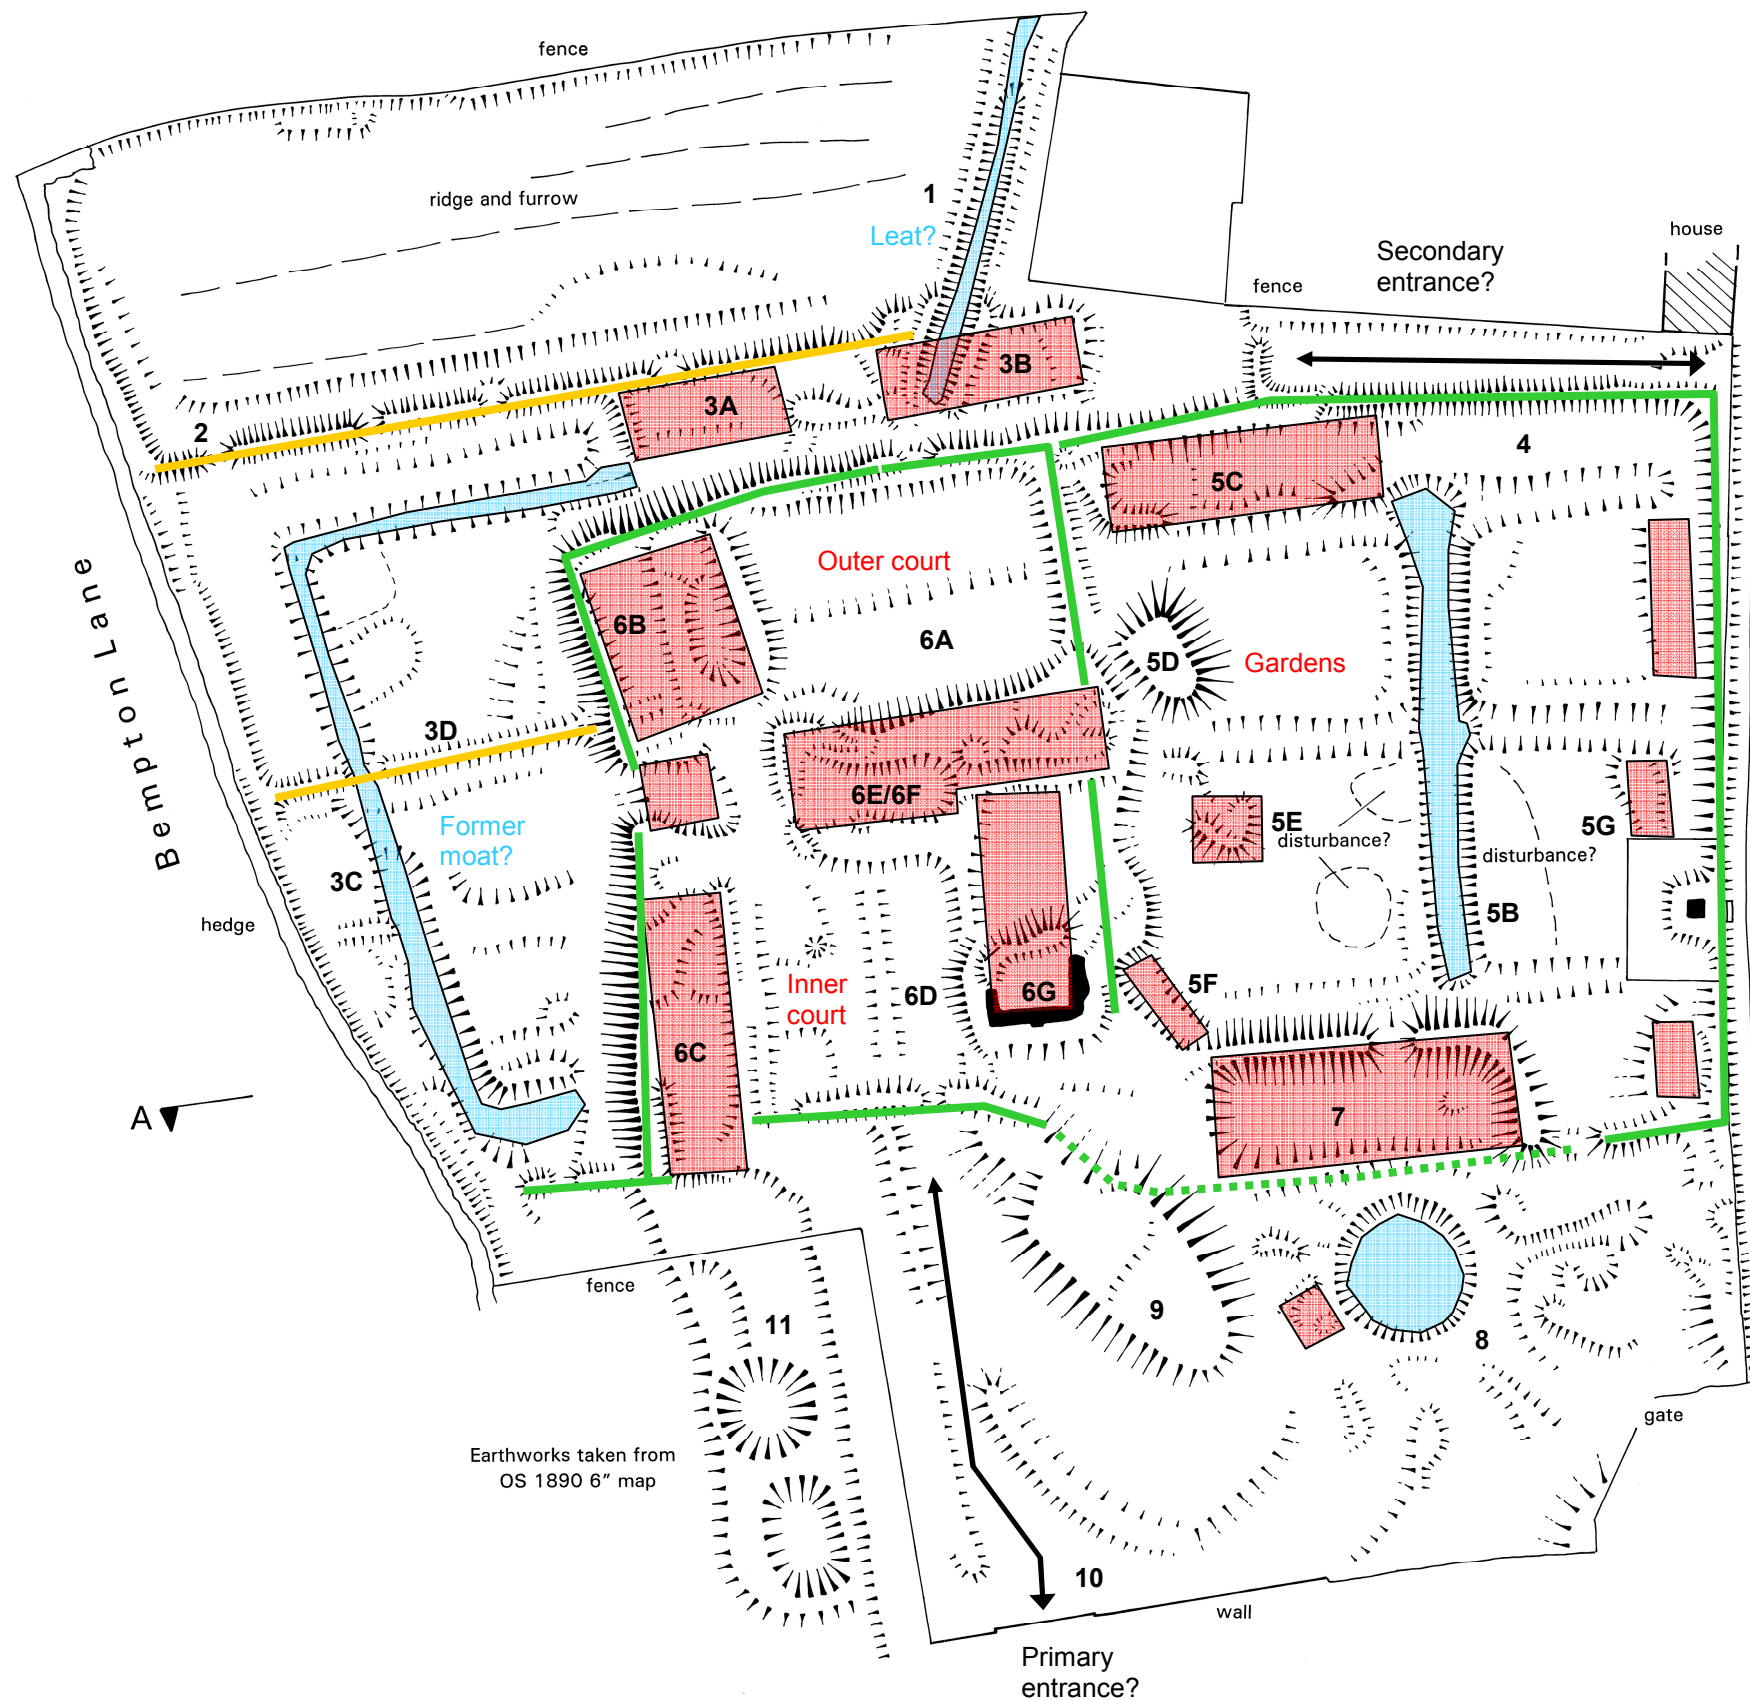 fence
ridge and furrow
1
Leat?
house
Secondary
entrance?
fence
3B
3A
2
4
5C
Outer court
6B
6A
5D
Gardens
3D
Bempton Lane
6E/6F
Former
moat?
5E
disturbance?
5G
disturbance?
3C
5B
hedge
Inner
court
6D
6G
5F
6C
7
A
fence
9
11
8
gate
Earthworks taken from
OS 1890 6” map
10
wall
Primary
entrance?